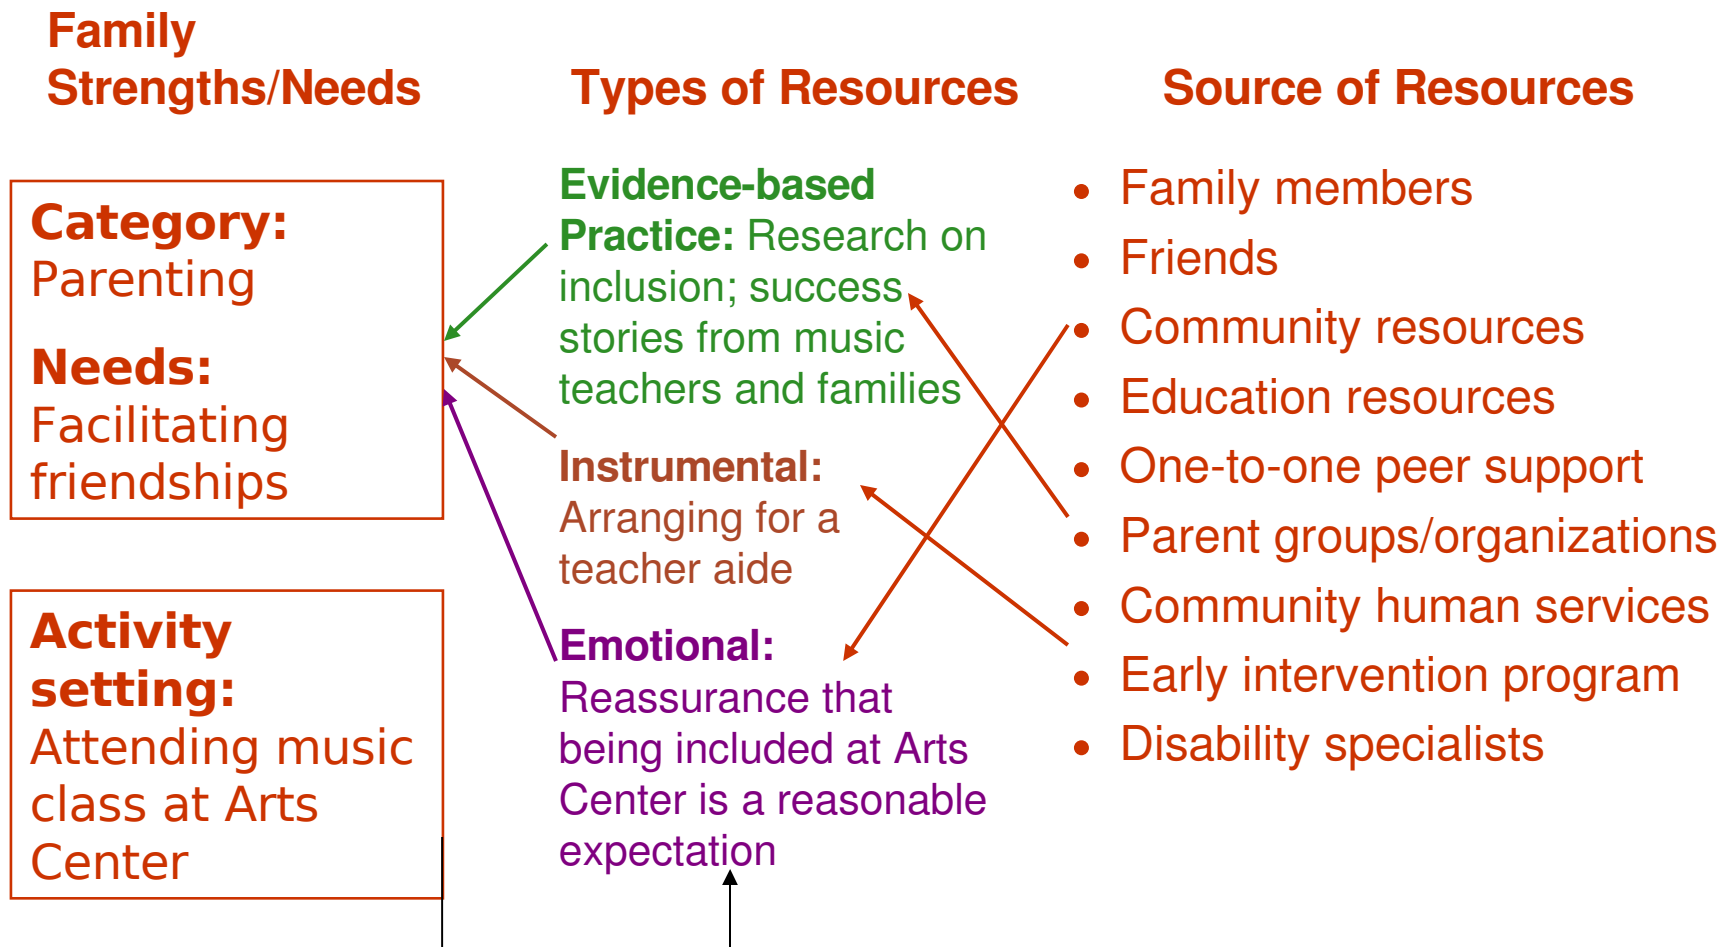 Family
Strengths/Needs
Types of Resources
Source of Resources
Category:
Parenting
Needs:
Facilitating
friendships
Activity
setting:
Attending music
class at Arts
Center
Evidence-based
Practice: Research on
inclusion; success
stories from music
teachers and families
Instrumental:
Arranging for a
teacher aide
Emotional:
Reassurance that
being included at Arts
Center is a reasonable
expectation
• Family members
• Friends
• Community resources
• Education resources
• One-to-one peer support
• Parent groups/organizations
• Community human services
• Early intervention program
• Disability specialists